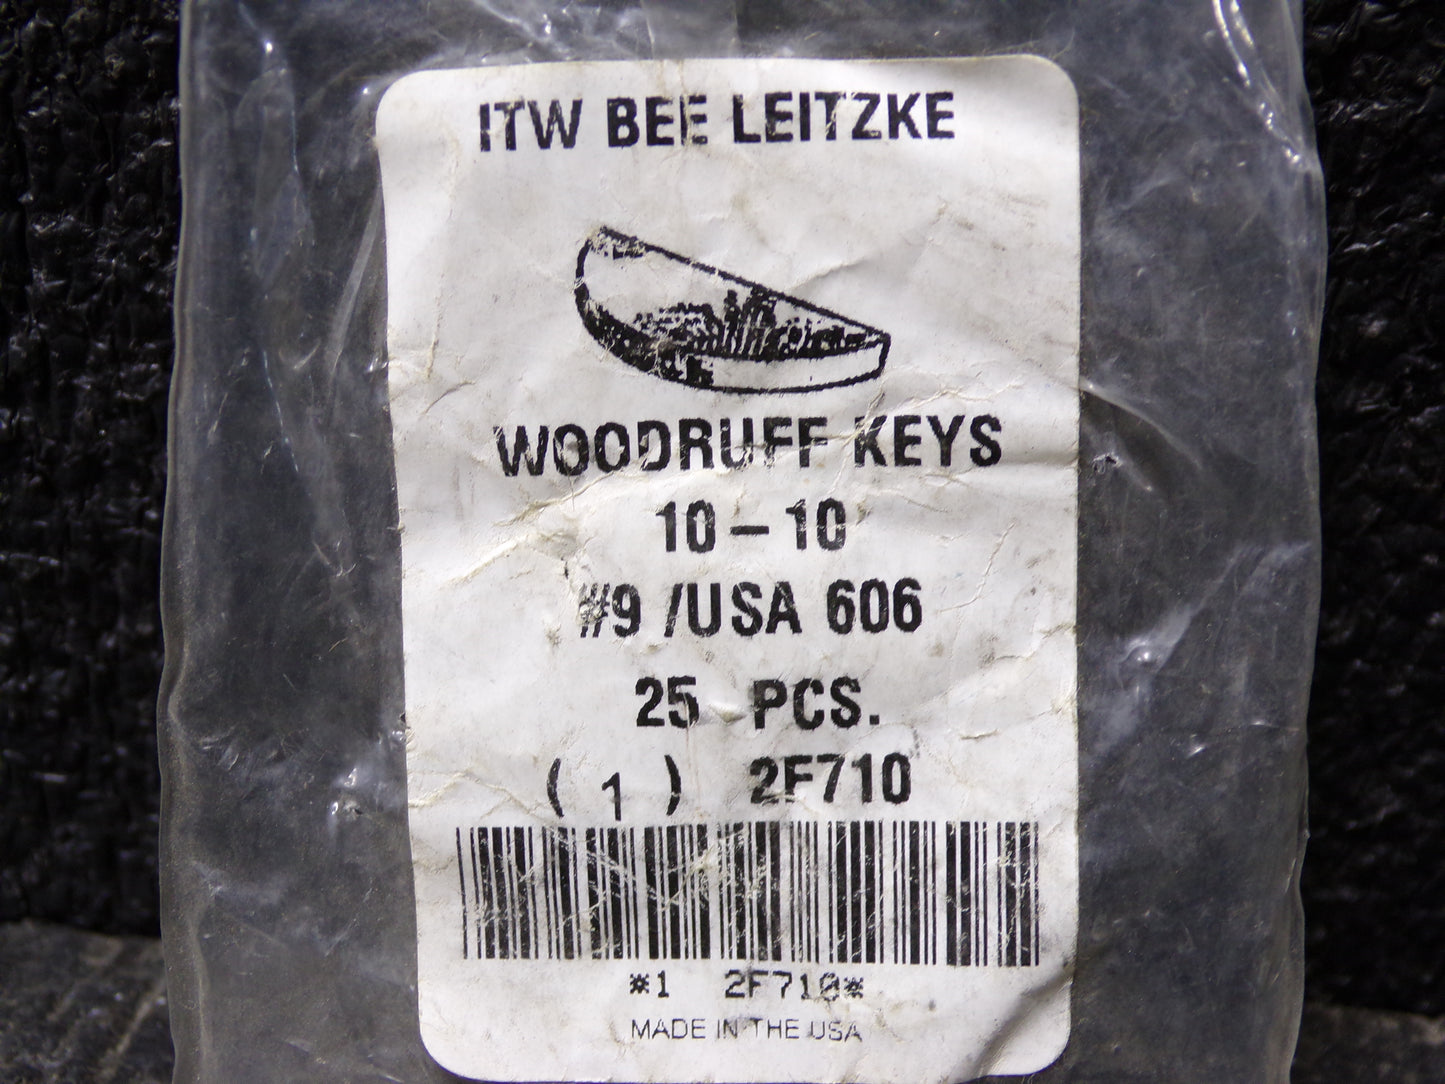 ITW BEE LEITZKE
WOODRUFF KEYS
10-10
#9 /USA 606
25 PCS.
( 1 ) 2F710
*1 2F710*
MADE IN THE USA